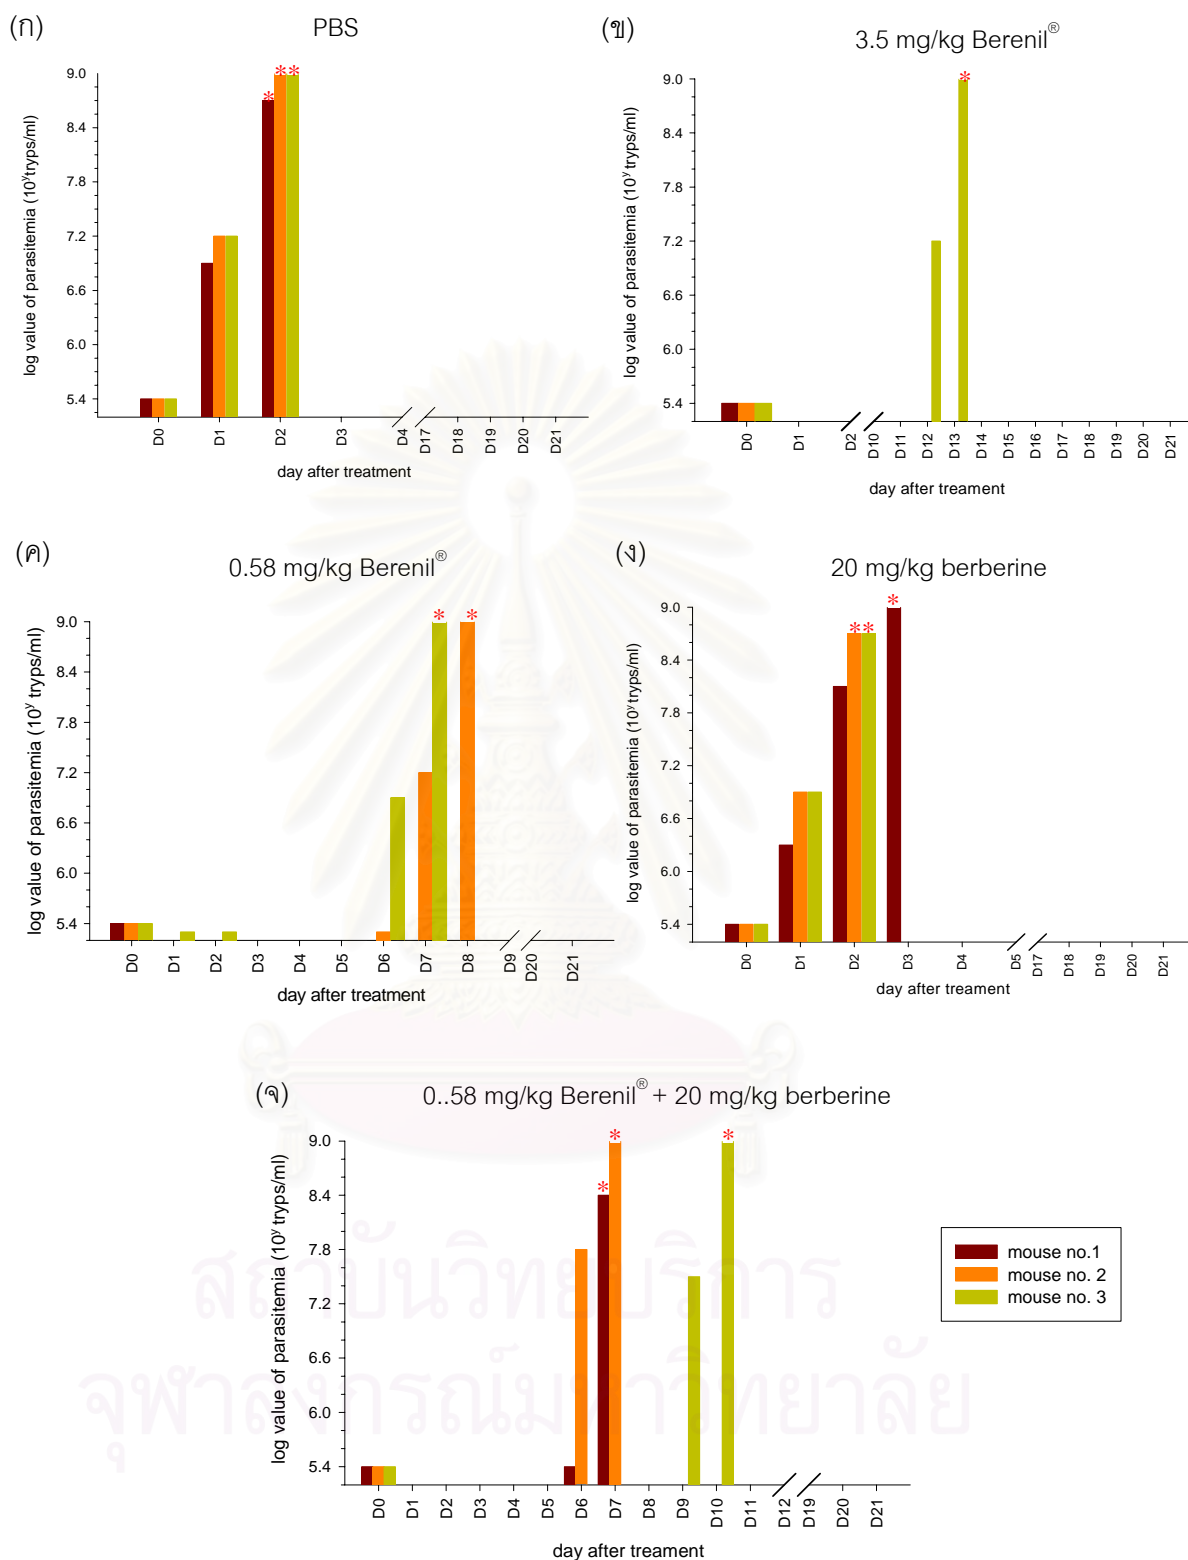 (ก)
PBS
log value of parasitemia (10^y tryps/ml)
9.0
8.4
7.8
7.2
6.6
6.0
5.4
* * *
D0 D1 D2 D3 D4 D17 D18 D19 D20 D21
day after treatment
(ข)
3.5 mg/kg Berenil®
log value of parasitemia (10^y tryps/ml)
9.0
8.4
7.8
7.2
6.6
6.0
5.4
*
D0 D1 D2 D10 D11 D12 D13 D14 D15 D16 D17 D18 D19 D20 D21
day after treament
(ค)
0.58 mg/kg Berenil®
log value of parasitemia (10^y tryps/ml)
9.0
8.4
7.8
7.2
6.6
6.0
5.4
* *
D0 D1 D2 D3 D4 D5 D6 D7 D8 D9 D20 D21
day after treatment
(ง)
20 mg/kg berberine
log value of parasitemia (10^y tryps/ml)
9.0
8.4
7.8
7.2
6.6
6.0
5.4
* * *
D0 D1 D2 D3 D4 D5 D17 D18 D19 D20 D21
day after treament
(จ)
0..58 mg/kg Berenil® + 20 mg/kg berberine
log value of parasitemia (10^y tryps/ml)
9.0
8.4
7.8
7.2
6.6
6.0
5.4
* * *
D0 D1 D2 D3 D4 D5 D6 D7 D8 D9 D10 D11 D12 D19 D20 D21
day after treament
mouse no.1
mouse no. 2
mouse no. 3
สถาบันวิทยบริการ
จุฬาลงกรณ์มหาวิทยาลัย